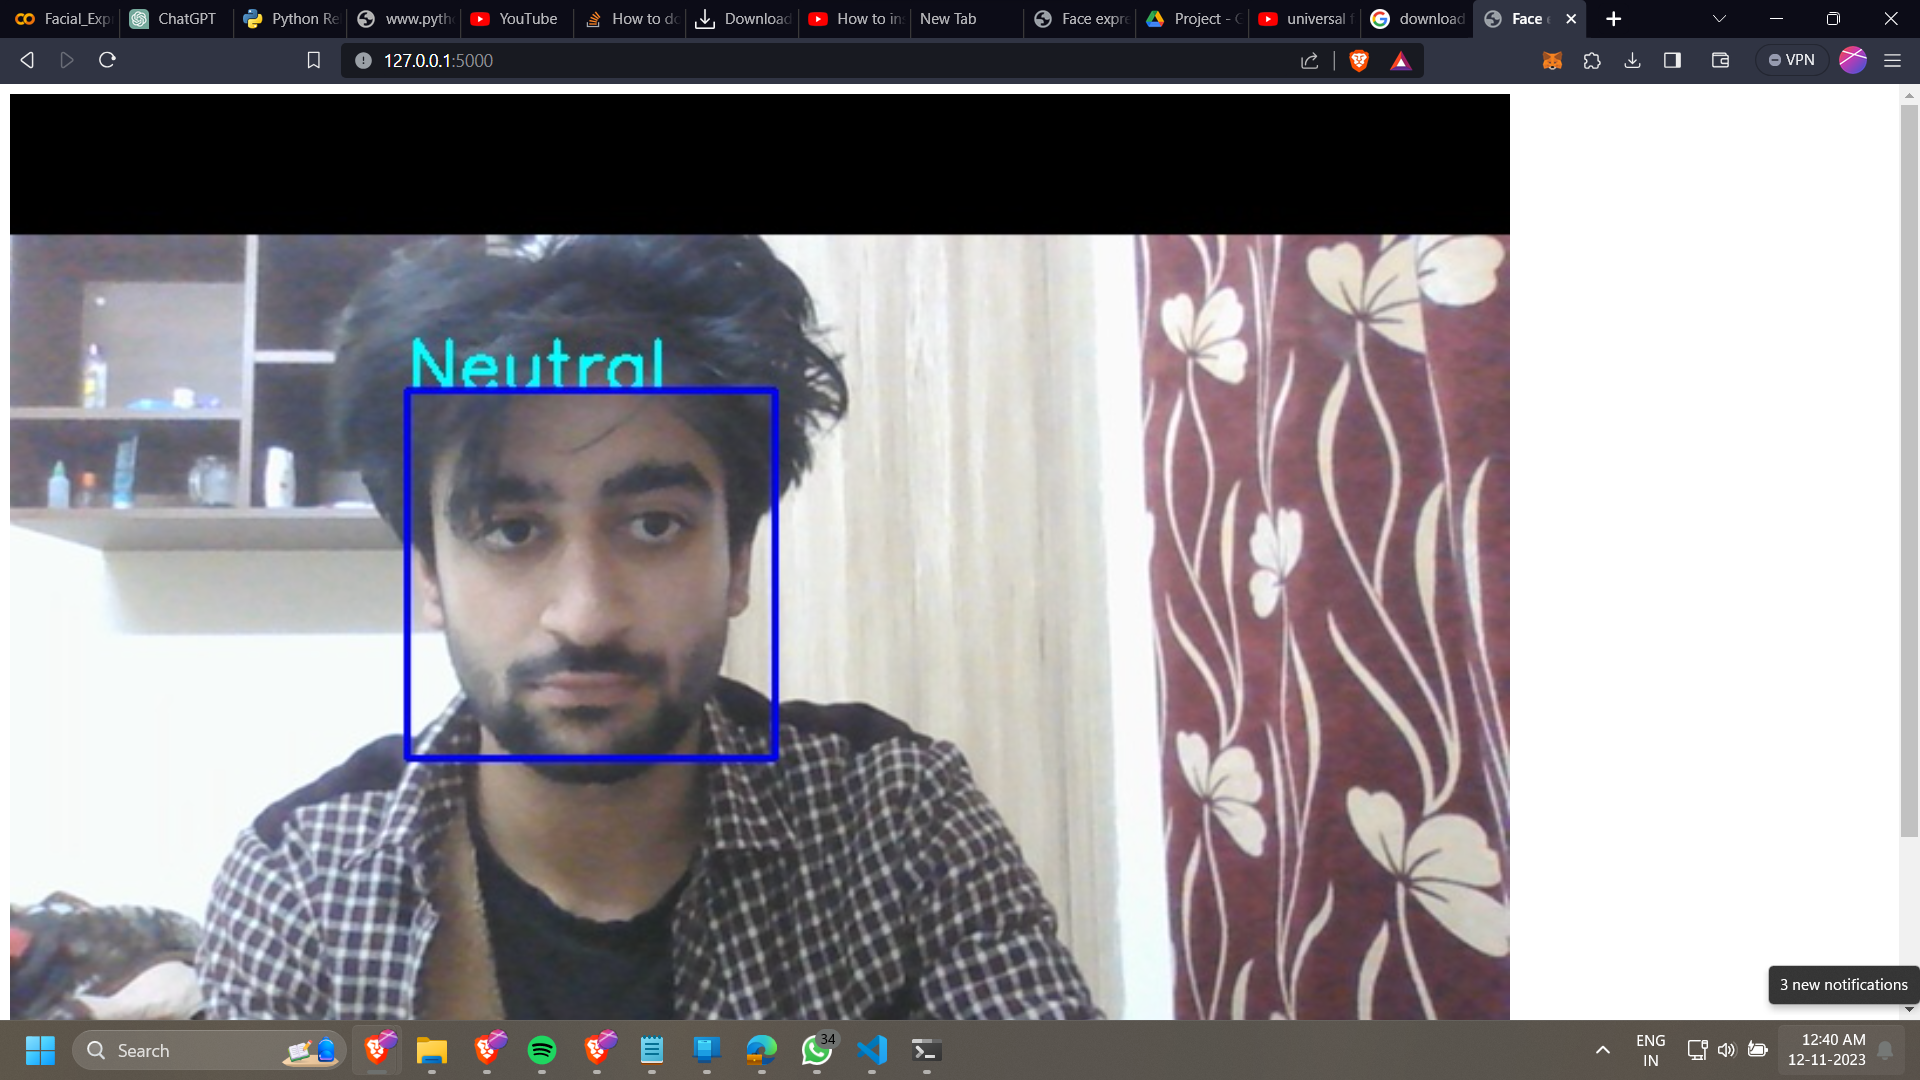 Facial_Exp
ChatGPT
Python Re
www.pyth
YouTube
How to do
Download
How to in
New Tab
Face expre
Project - G
universal f
download
Face e
127.0.0.1:5000
VPN
Neutral
3 new notifications
Search
34
ENG
IN
12:40 AM
12-11-2023